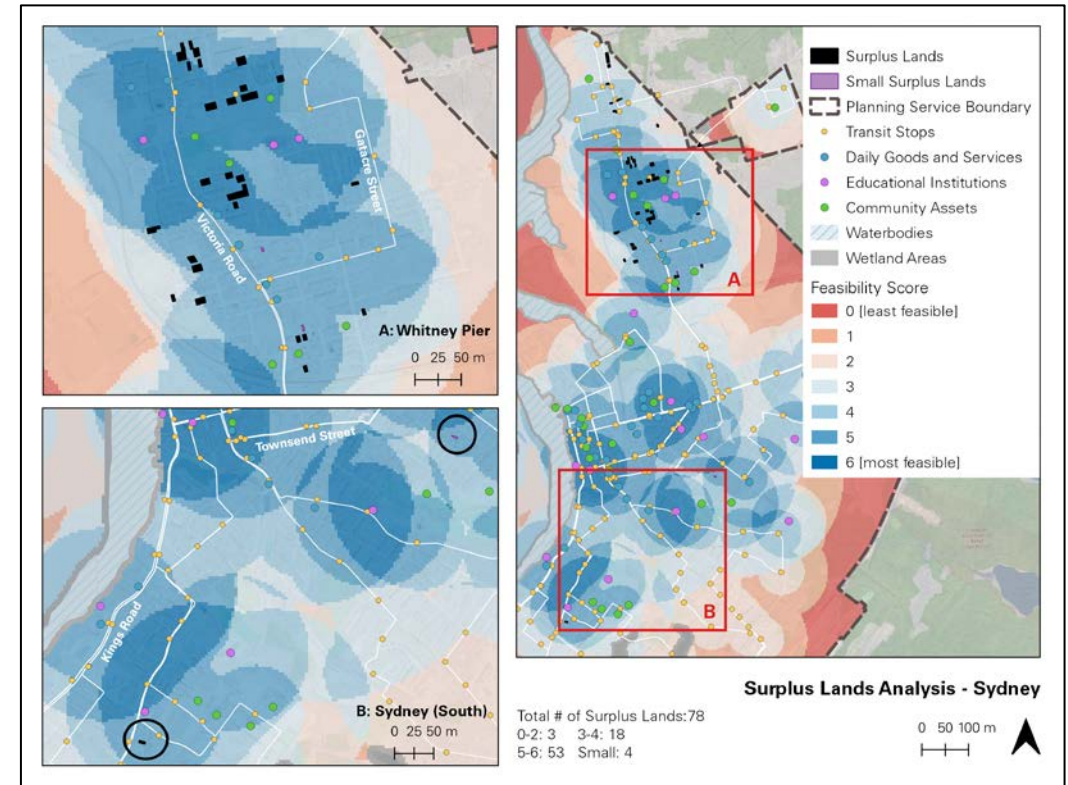 Gatacre Street
Victoria Road
A: Whitney Pier
0 25 50 m
Townsend Street
Kings Road
B: Sydney (South)
0 25 50 m
A
B
Surplus Lands
Small Surplus Lands
Planning Service Boundary
Transit Stops
Daily Goods and Services
Educational Institutions
Community Assets
Waterbodies
Wetland Areas
Feasibility Score
0 [least feasible]
1
2
3
4
5
6 [most feasible]
Surplus Lands Analysis - Sydney
Total # of Surplus Lands:78
0-2: 3 3-4: 18
5-6: 53 Small: 4
0 50 100 m